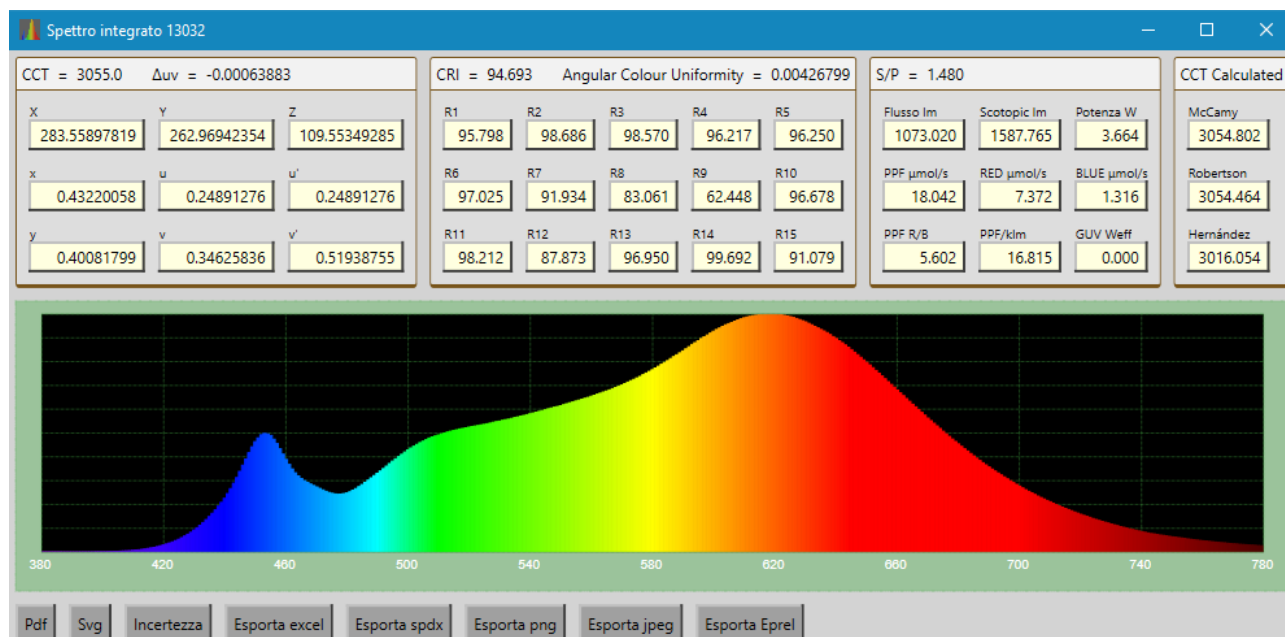 Spettro integrato 13032
CCT = 3055.0 Δuv = -0.00063883
X Y Z
283.55897819 262.96942354 109.55349285
x u u'
0.43220058 0.24891276 0.24891276
y v v'
0.40081799 0.34625836 0.51938755
CRI = 94.693 Angular Colour Uniformity = 0.00426799
R1 R2 R3 R4 R5
95.798 98.686 98.570 96.217 96.250
R6 R7 R8 R9 R10
97.025 91.934 83.061 62.448 96.678
R11 R12 R13 R14 R15
98.212 87.873 96.950 99.692 91.079
S/P = 1.480
Flusso lm Scotopic lm Potenza W
1073.020 1587.765 3.664
PPF µmol/s RED µmol/s BLUE µmol/s
18.042 7.372 1.316
PPF R/B PPF/klm GUV Weff
5.602 16.815 0.000
CCT Calculated
McCamy
3054.802
Robertson
3054.464
Hernández
3016.054
380 420 460 500 540 580 620 660 700 740 780
Pdf Svg Incertezza Esporta excel Esporta spdx Esporta png Esporta jpeg Esporta Eprel